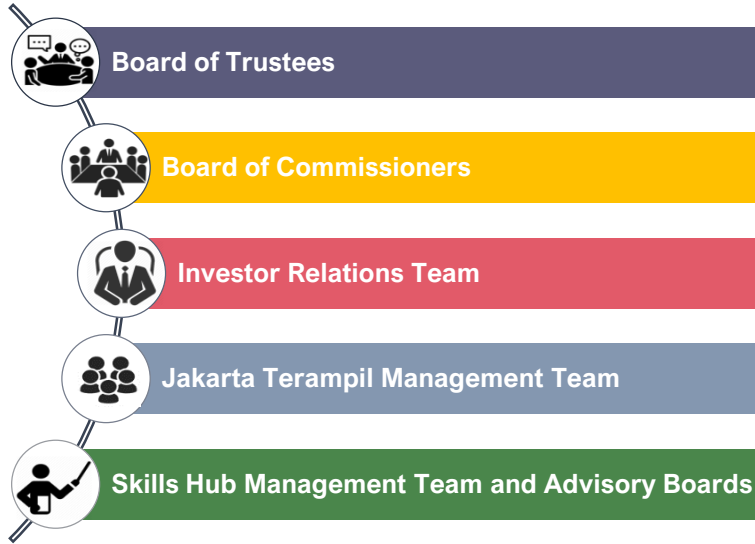 Board of Trustees
Board of Commissioners
Investor Relations Team
Jakarta Terampil Management Team
Skills Hub Management Team and Advisory Boards